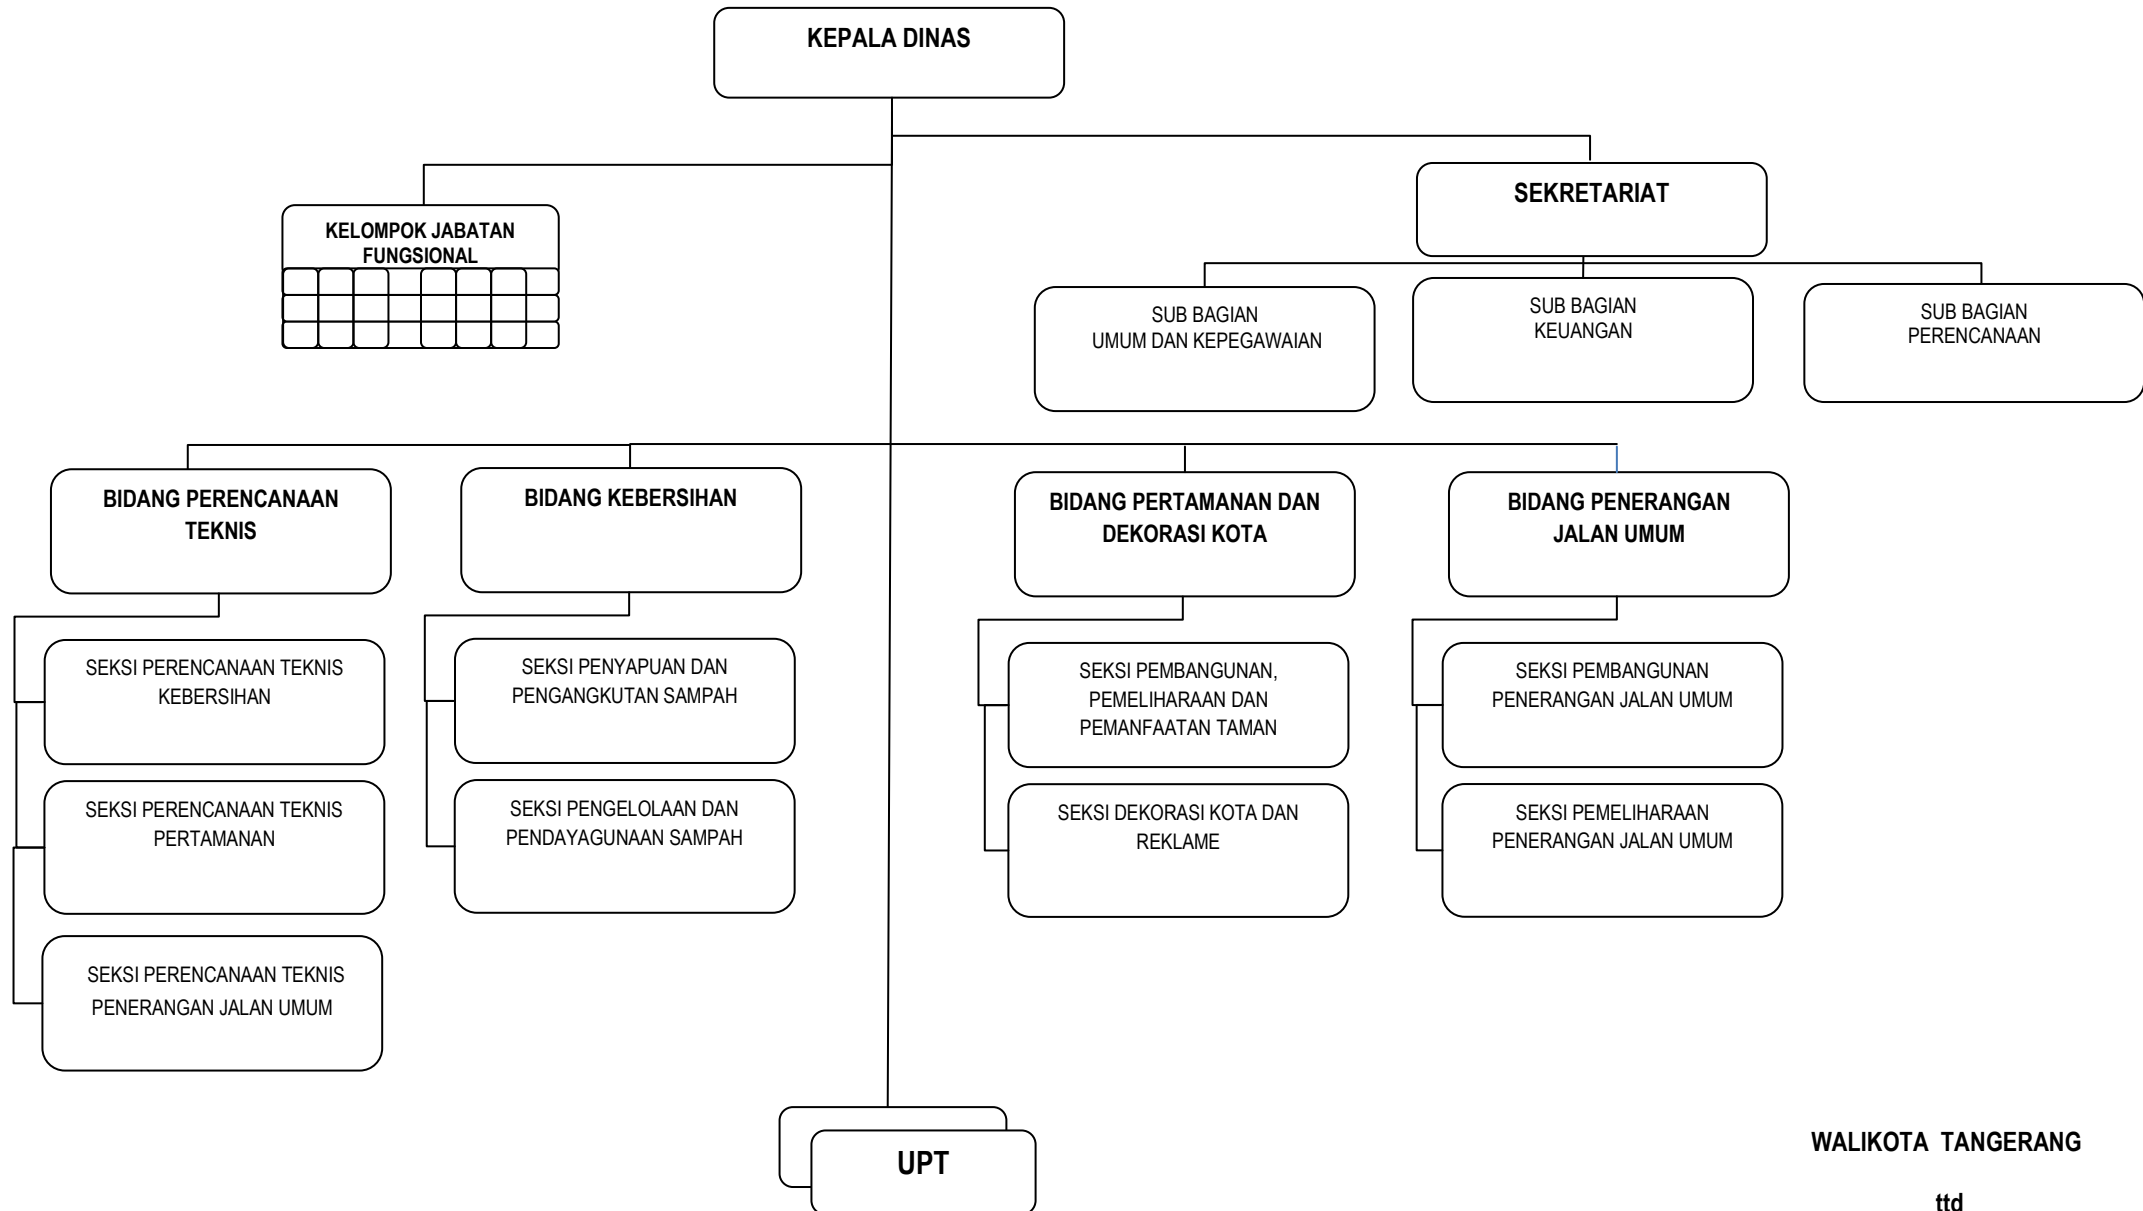 KEPALA DINAS
SEKRETARIAT
KELOMPOK JABATAN
FUNGSIONAL
SUB BAGIAN
UMUM DAN KEPEGAWAIAN
SUB BAGIAN
KEUANGAN
SUB BAGIAN
PERENCANAAN
BIDANG PERENCANAAN
TEKNIS
BIDANG KEBERSIHAN
BIDANG PERTAMANAN DAN
DEKORASI KOTA
BIDANG PENERANGAN
JALAN UMUM
SEKSI PERENCANAAN TEKNIS
KEBERSIHAN
SEKSI PENYAPUAN DAN
PENGANGKUTAN SAMPAH
SEKSI PEMBANGUNAN,
PEMELIHARAAN DAN
PEMANFAATAN TAMAN
SEKSI PEMBANGUNAN
PENERANGAN JALAN UMUM
SEKSI PERENCANAAN TEKNIS
PERTAMANAN
SEKSI PENGELOLAAN DAN
PENDAYAGUNAAN SAMPAH
SEKSI DEKORASI KOTA DAN
REKLAME
SEKSI PEMELIHARAAN
PENERANGAN JALAN UMUM
SEKSI PERENCANAAN TEKNIS
PENERANGAN JALAN UMUM
UPT
WALIKOTA TANGERANG
ttd